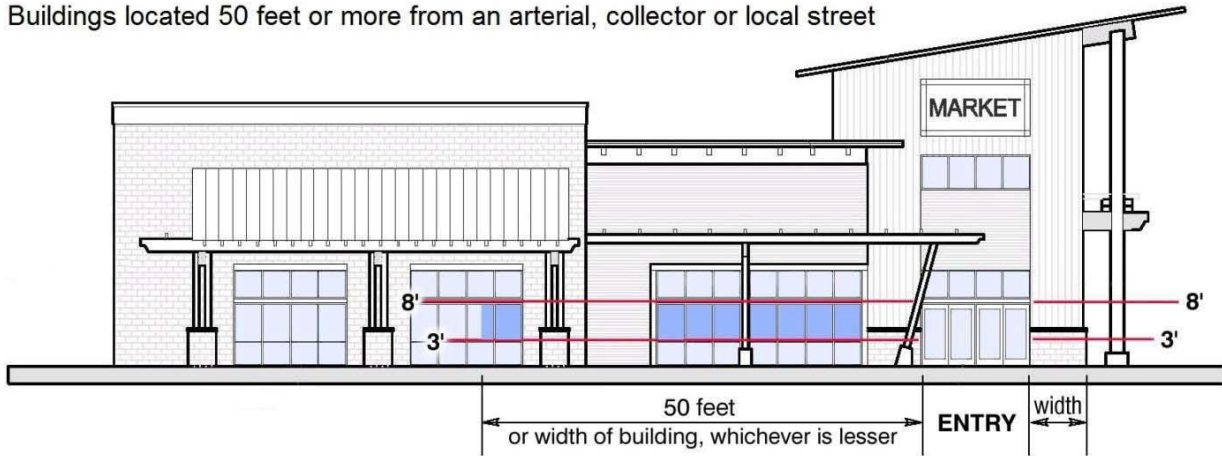 Buildings located 50 feet or more from an arterial, collector or local street
MARKET
8'
8'
3'
3'
50 feet
or width of building, whichever is lesser
ENTRY
width